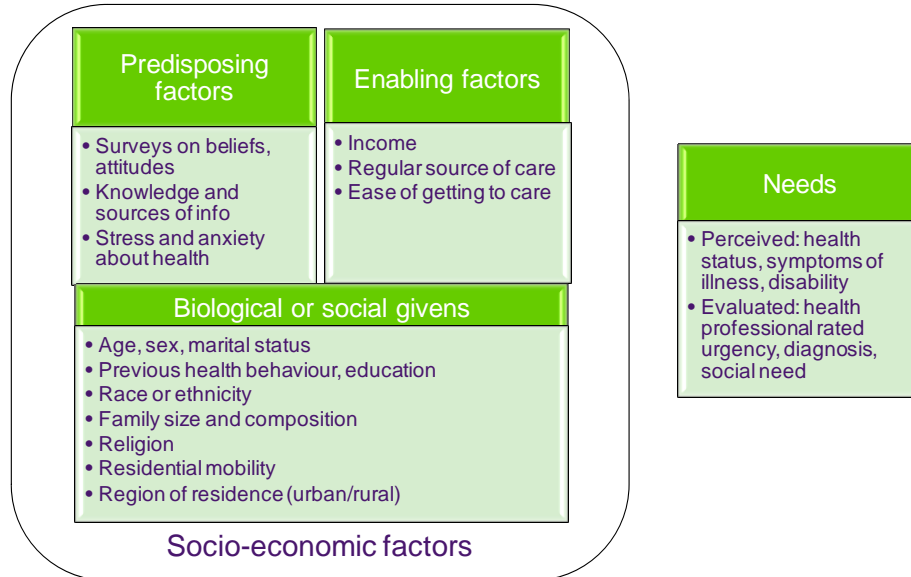 Predisposing
factors
• Surveys on beliefs,
attitudes
• Knowledge and
sources of info
• Stress and anxiety
about health
Enabling factors
• Income
• Regular source of care
• Ease of getting to care
Biological or social givens
• Age, sex, marital status
• Previous health behaviour, education
• Race or ethnicity
• Family size and composition
• Religion
• Residential mobility
• Region of residence (urban/rural)
Socio-economic factors
Needs
• Perceived: health
status, symptoms of
illness, disability
• Evaluated: health
professional rated
urgency, diagnosis,
social need